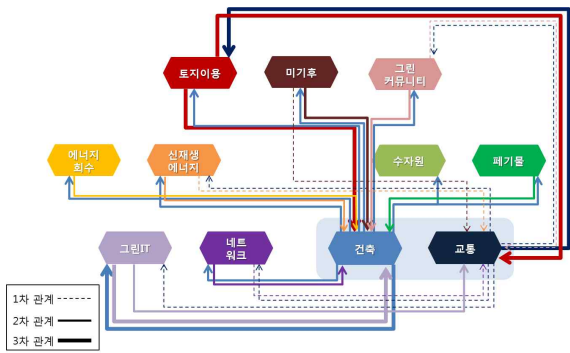 토지이용
미기후
그린
커뮤니티
에너지
회수
신재생
에너지
수자원
폐기물
그린IT
네트
워크
건축
교통
1차 관계
2차 관계
3차 관계